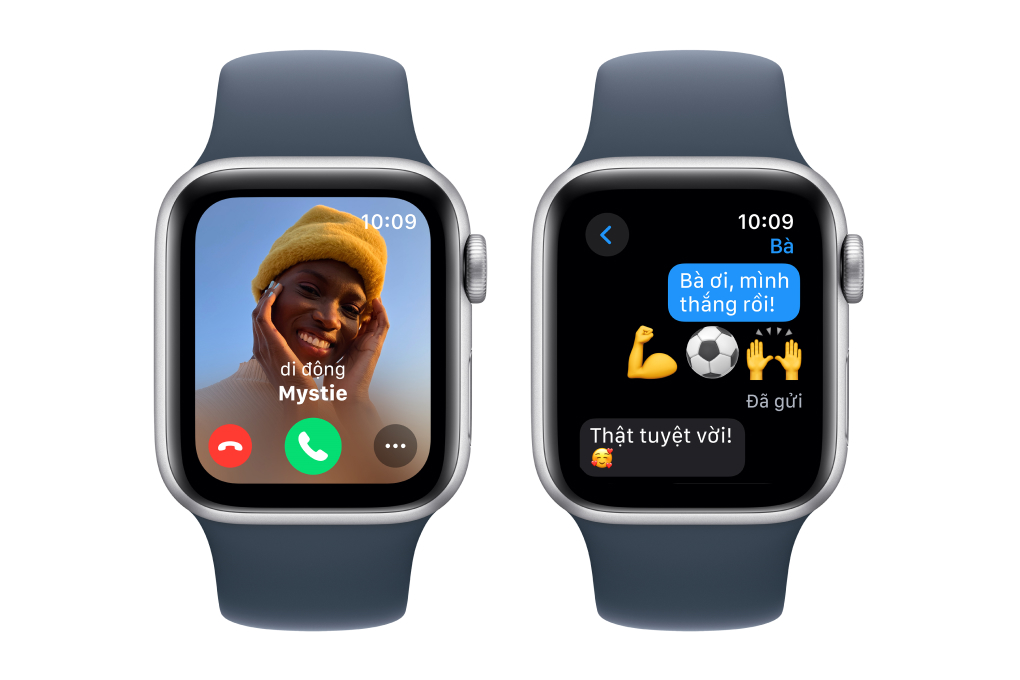 10:09
di động
Mystie
10:09
Bà
Bà ơi, mình
thắng rồi!
💪⚽🙌
Đã gửi
Thật tuyệt vời!
🥰